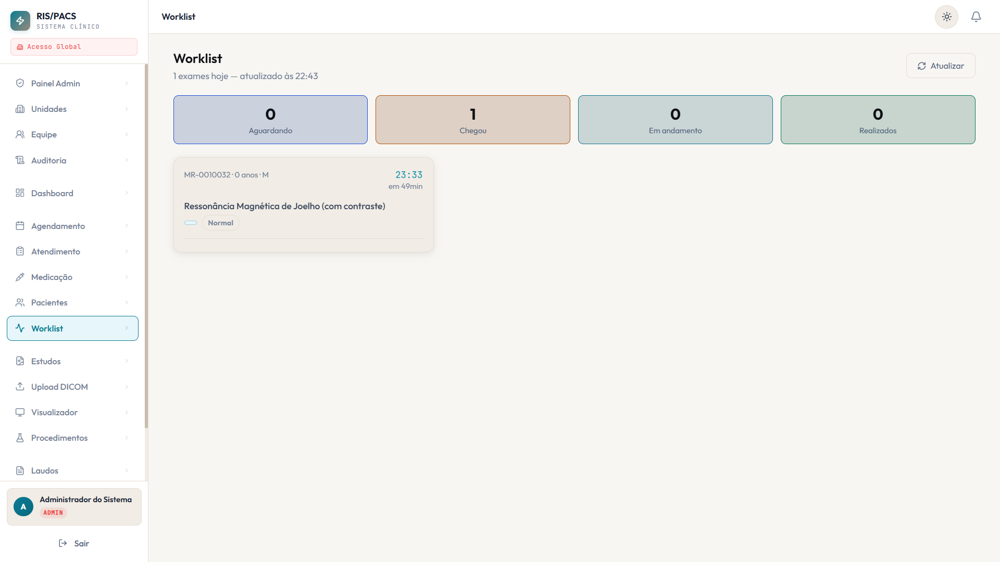 RIS/PACS
SISTEMA CLÍNICO
Acesso Global
Painel Admin
Unidades
Equipe
Auditoria
Dashboard
Agendamento
Atendimento
Medicação
Pacientes
Worklist
Estudos
Upload DICOM
Visualizador
Procedimentos
Laudos
A
Administrador do Sistema
ADMIN
Sair
Worklist
Worklist
1 exames hoje — atualizado às 22:43
Atualizar
0
Aguardando
1
Chegou
0
Em andamento
0
Realizados
MR-0010032 · 0 anos · M
23:33
em 49min
Ressonância Magnética de Joelho (com contraste)
Normal